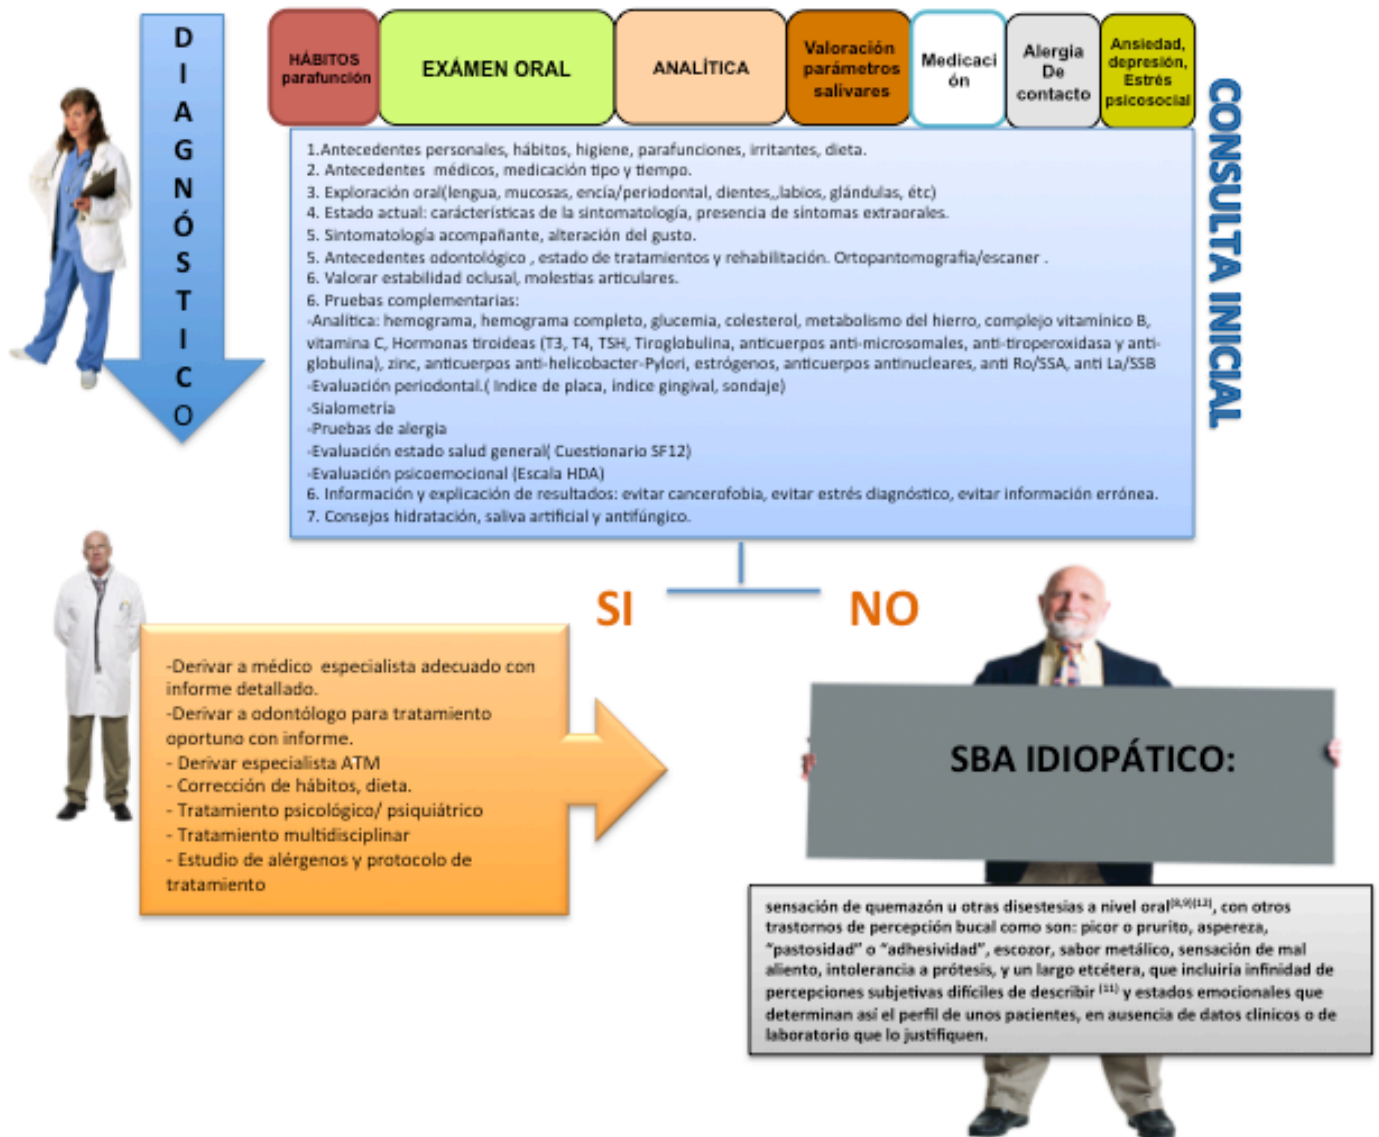 DIAGNÓSTICO
HÁBITOS
parafunción
EXÁMEN ORAL
ANALÍTICA
Valoración
parámetros
salivares
Medicaci
ón
Alergia
De
contacto
Ansiedad,
depresión,
Estrés
psicosocial
CONSULTA INICIAL
1.Antecedentes personales, hábitos, higiene, parafunciones, irritantes, dieta.
2. Antecedentes médicos, medicación tipo y tiempo.
3. Exploración oral(lengua, mucosas, encía/periodontal, dientes,,labios, glándulas, étc)
4. Estado actual: carácterísticas de la sintomatología, presencia de síntomas extraorales.
5. Sintomatología acompañante, alteración del gusto.
5. Antecedentes odontológico , estado de tratamientos y rehabilitación. Ortopantomografia/escaner .
6. Valorar estabilidad oclusal, molestias articulares.
6. Pruebas complementarias:
-Analítica: hemograma, hemograma completo, glucemia, colesterol, metabolismo del hierro, complejo vitamínico B,
vitamina C, Hormonas tiroideas (T3, T4, TSH, Tiroglobulina, anticuerpos anti-microsomales, anti-tiroperoxidasa y anti-
globulina), zinc, anticuerpos anti-helicobacter-Pylori, estrógenos, anticuerpos antinucleares, anti Ro/SSA, anti La/SSB
-Evaluación periodontal.( Indice de placa, índice gingival, sondaje)
-Sialometría
-Pruebas de alergia
-Evaluación estado salud general( Cuestionario SF12)
-Evaluación psicoemocional (Escala HDA)
6. Información y explicación de resultados: evitar cancerofobia, evitar estrés diagnóstico, evitar información errónea.
7. Consejos hidratación, saliva artificial y antifúngico.
SI
NO
-Derivar a médico especialista adecuado con
informe detallado.
-Derivar a odontólogo para tratamiento
oportuno con informe.
- Derivar especialista ATM
- Corrección de hábitos, dieta.
- Tratamiento psicológico/ psiquiátrico
- Tratamiento multidisciplinar
- Estudio de alérgenos y protocolo de
tratamiento
SBA IDIOPÁTICO:
sensación de quemazón u otras disestesias a nivel oral[8,9][12], con otros
trastornos de percepción bucal como son: picor o prurito, aspereza,
"pastosidad" o "adhesividad", escozor, sabor metálico, sensación de mal
aliento, intolerancia a prótesis, y un largo etcétera, que incluiría infinidad de
percepciones subjetivas difíciles de describir [11] y estados emocionales que
determinan así el perfil de unos pacientes, en ausencia de datos clínicos o de
laboratorio que lo justifiquen.